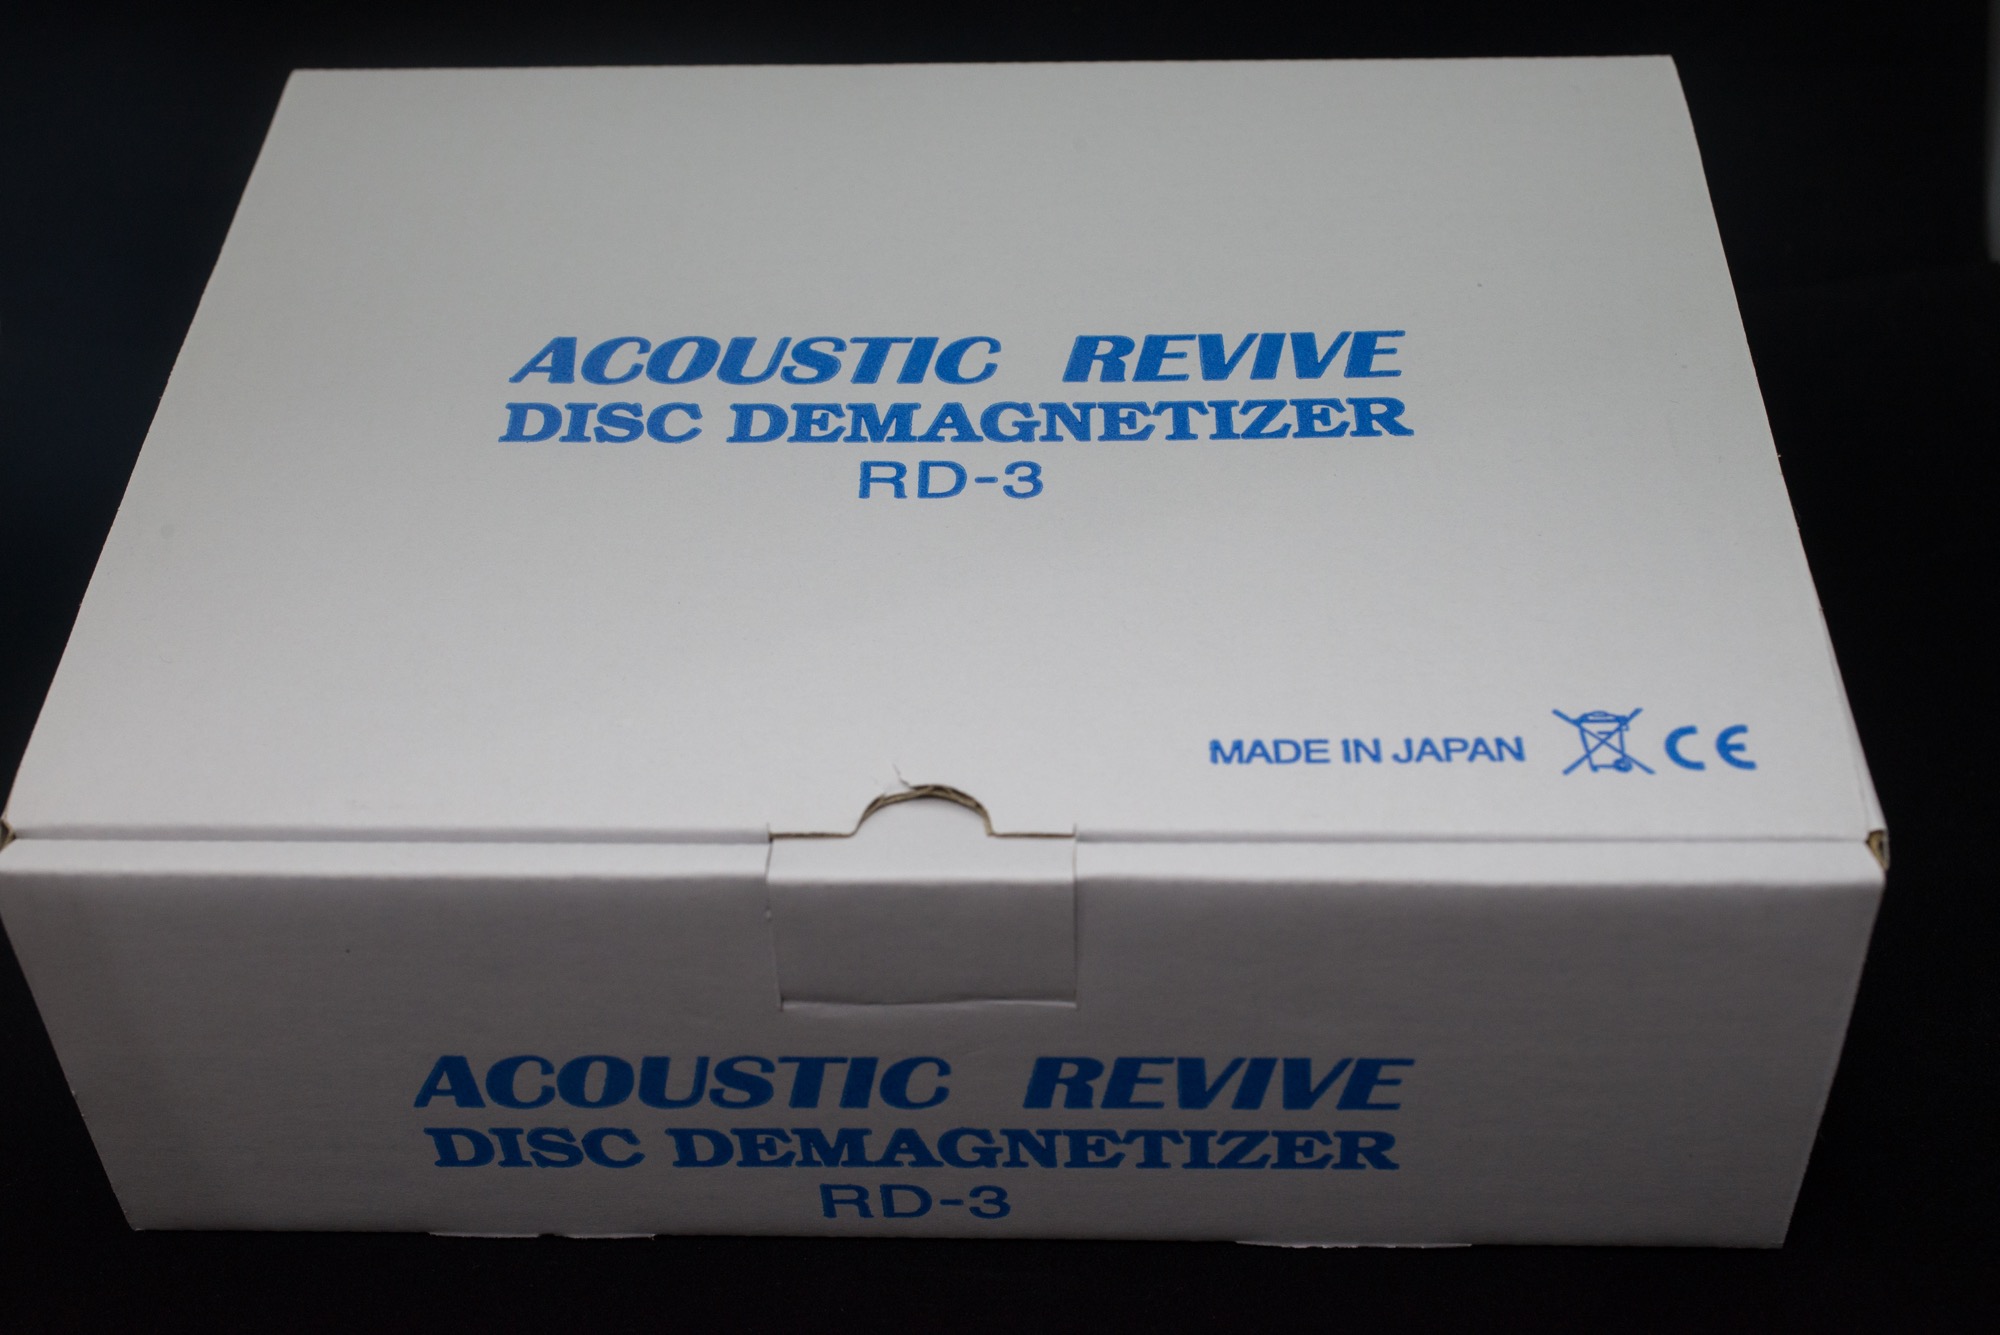 ACOUSTIC REVIVE
DISC DEMAGNETIZER
RD-3
MADE IN JAPAN CE
ACOUSTIC REVIVE
DISC DEMAGNETIZER
RD-3